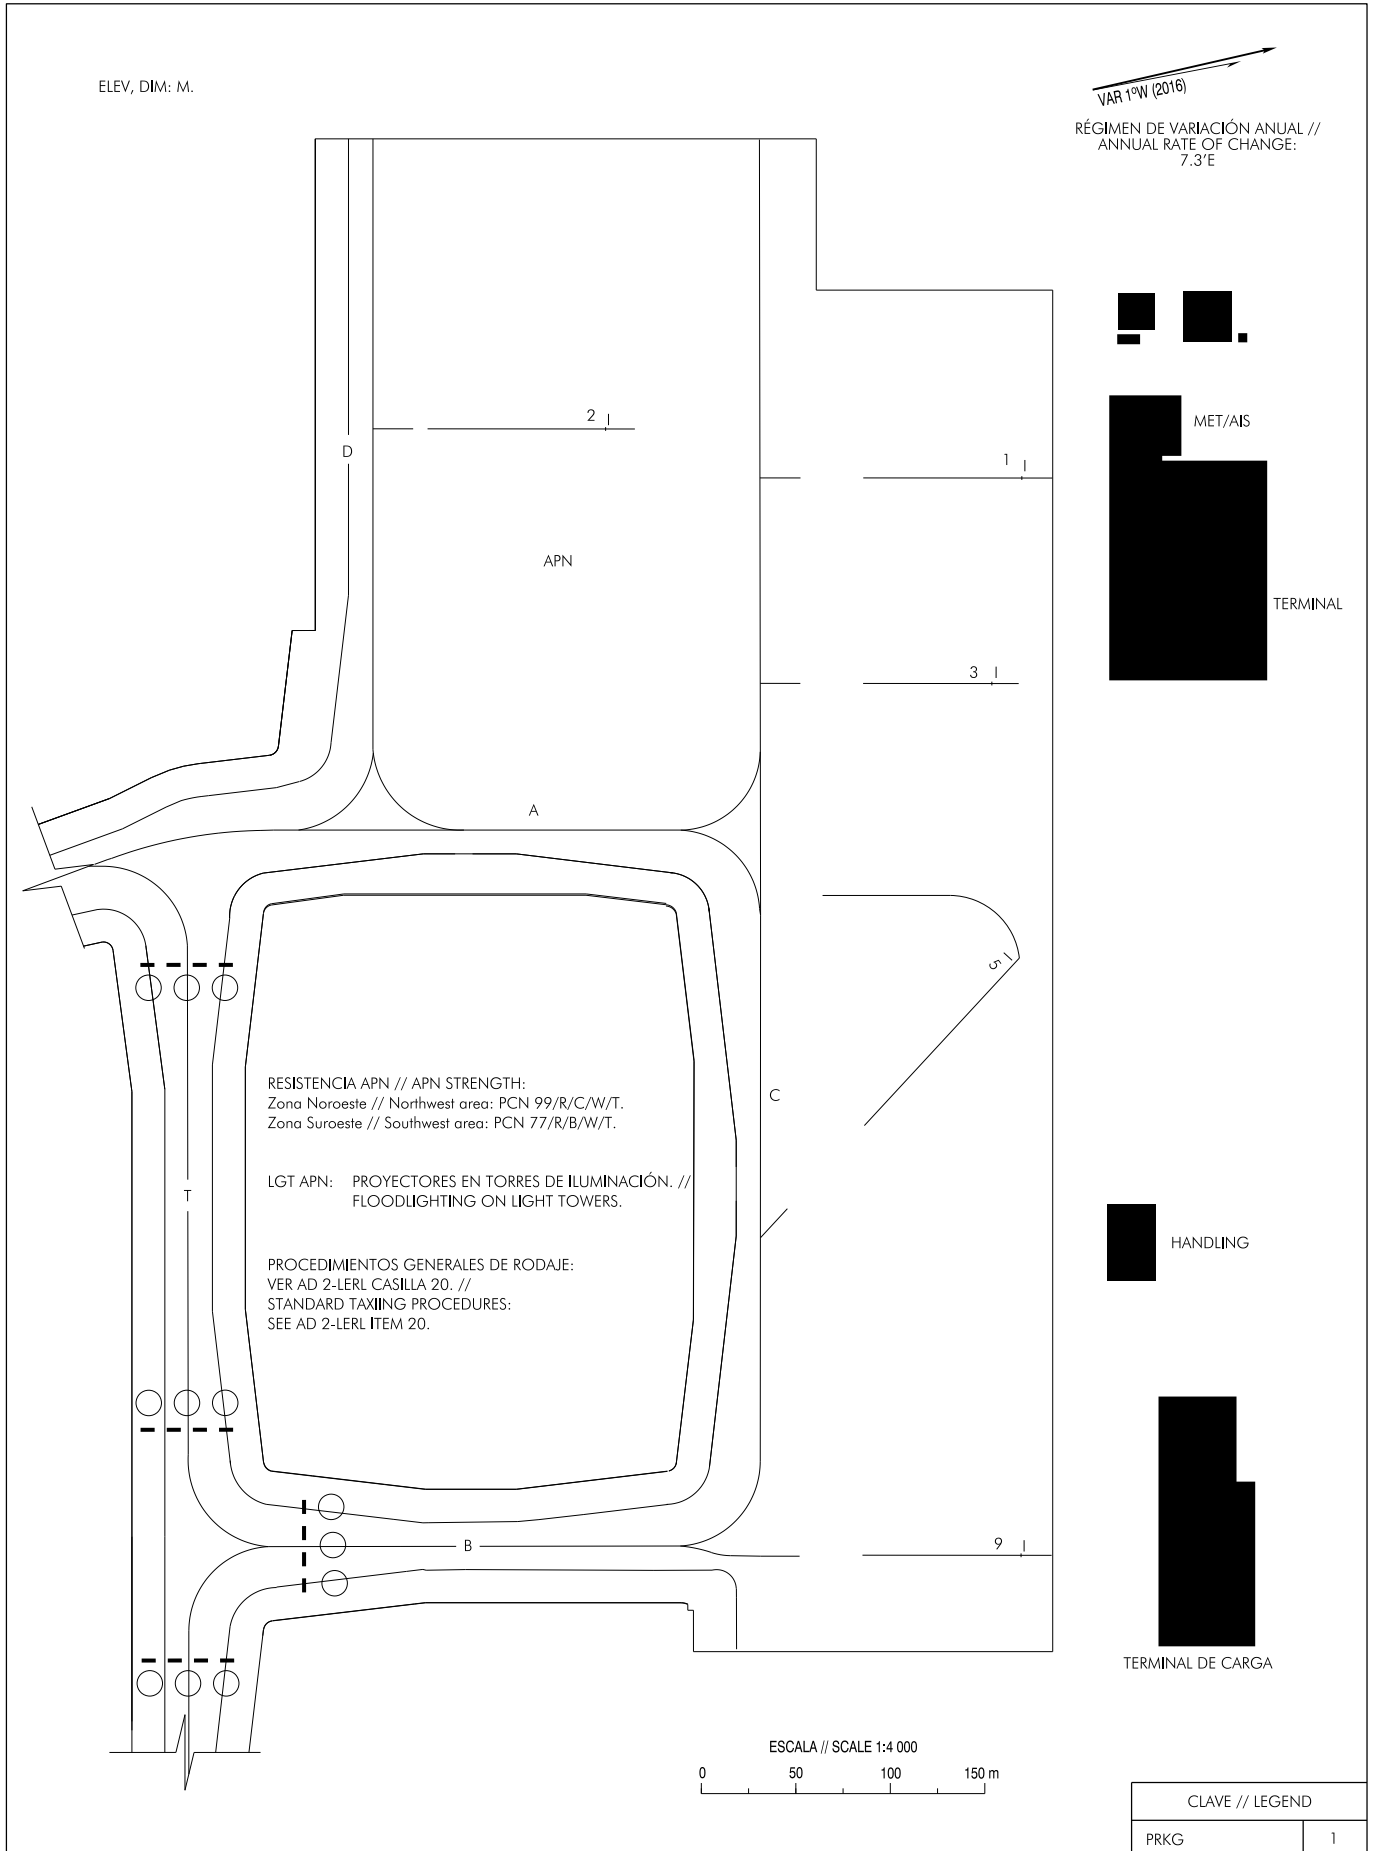 ELEV, DIM: M.
VAR 1ºW (2016)
RÉGIMEN DE VARIACIÓN ANUAL //
ANNUAL RATE OF CHANGE:
7.3'E
2
MET/AIS
D
1
APN
TERMINAL
3
A
5
RESISTENCIA APN // APN STRENGTH:
Zona Noroeste // Northwest area: PCN 99/R/C/W/T.
Zona Suroeste // Southwest area: PCN 77/R/B/W/T.
C
LGT APN: PROYECTORES EN TORRES DE ILUMINACIÓN. //
FLOODLIGHTING ON LIGHT TOWERS.
T
HANDLING
PROCEDIMIENTOS GENERALES DE RODAJE:
VER AD 2-LERL CASILLA 20. //
STANDARD TAXIING PROCEDURES:
SEE AD 2-LERL ITEM 20.
B
9
TERMINAL DE CARGA
ESCALA // SCALE 1:4 000
0 50 100 150 m
CLAVE // LEGEND
PRKG 1